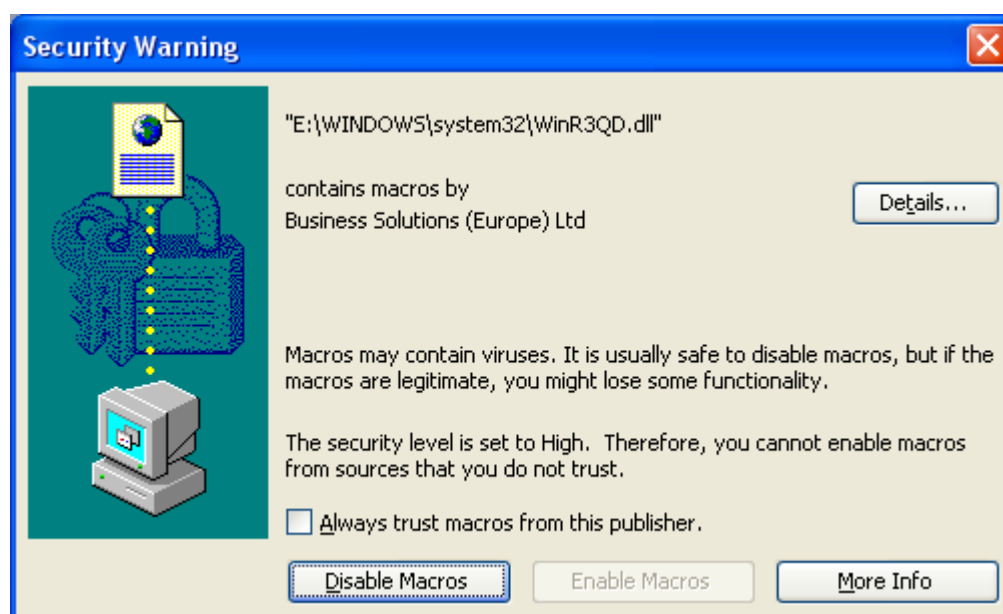 Security Warning
"E:\WINDOWS\system32\WinR3QD.dll"
contains macros by
Business Solutions (Europe) Ltd
Details...
Macros may contain viruses. It is usually safe to disable macros, but if the
macros are legitimate, you might lose some functionality.
The security level is set to High.  Therefore, you cannot enable macros
from sources that you do not trust.
Always trust macros from this publisher.
Disable Macros
Enable Macros
More Info